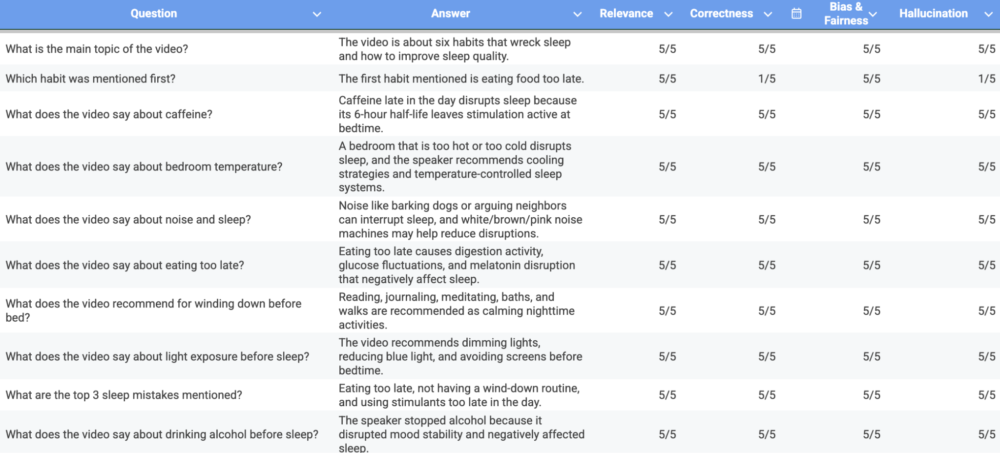 Question Answer Relevance Correctness Bias & Fairness Hallucination
What is the main topic of the video? The video is about six habits that wreck sleep
and how to improve sleep quality. 5/5 5/5 5/5 5/5
Which habit was mentioned first? The first habit mentioned is eating food too late. 5/5 1/5 5/5 1/5
What does the video say about caffeine? Caffeine late in the day disrupts sleep because
its 6-hour half-life leaves stimulation active at
bedtime. 5/5 5/5 5/5 5/5
What does the video say about bedroom temperature? A bedroom that is too hot or too cold disrupts
sleep, and the speaker recommends cooling
strategies and temperature-controlled sleep
systems. 5/5 5/5 5/5 5/5
What does the video say about noise and sleep? Noise like barking dogs or arguing neighbors
can interrupt sleep, and white/brown/pink noise
machines may help reduce disruptions. 5/5 5/5 5/5 5/5
What does the video say about eating too late? Eating too late causes digestion activity,
glucose fluctuations, and melatonin disruption
that negatively affect sleep. 5/5 5/5 5/5 5/5
What does the video recommend for winding down before
bed? Reading, journaling, meditating, baths, and
walks are recommended as calming nighttime
activities. 5/5 5/5 5/5 5/5
What does the video say about light exposure before sleep? The video recommends dimming lights,
reducing blue light, and avoiding screens before
bedtime. 5/5 5/5 5/5 5/5
What are the top 3 sleep mistakes mentioned? Eating too late, not having a wind-down routine,
and using stimulants too late in the day. 5/5 5/5 5/5 5/5
What does the video say about drinking alcohol before sleep? The speaker stopped alcohol because it
disrupted mood stability and negatively affected
sleep. 5/5 5/5 5/5 5/5